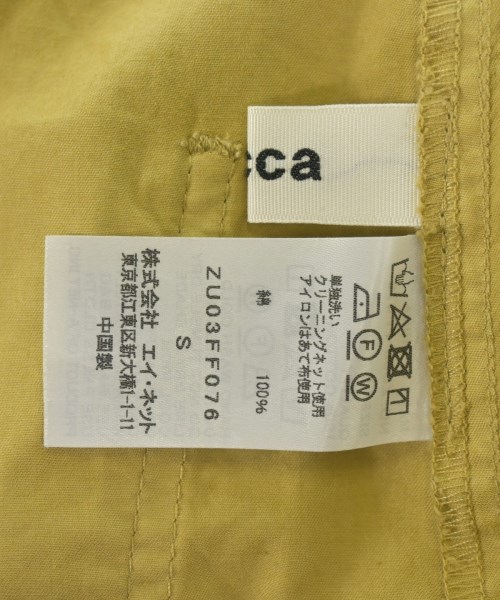 cca
単独洗い
クリーニングネット使用
アイロンはあて布使用
綿 100%
ZU03FF076
S
株式会社 エイ・ネット
東京都江東区新大橋1-1-11
中国製